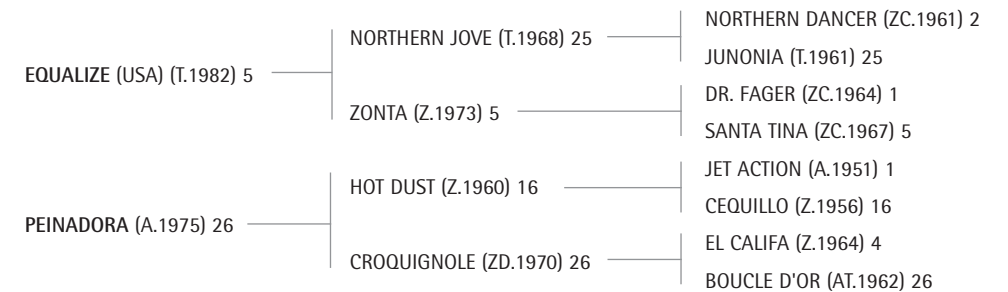 NORTHERN DANCER (ZC.1961) 2
NORTHERN JOVE (T.1968) 25
JUNONIA (T.1961) 25
EQUALIZE (USA) (T.1982) 5
DR. FAGER (ZC.1964) 1
ZONTA (Z.1973) 5
SANTA TINA (ZC.1967) 5
JET ACTION (A.1951) 1
HOT DUST (Z.1960) 16
CEQUILLO (Z.1956) 16
PEINADORA (A.1975) 26
EL CALIFA (Z.1964) 4
CROQUIGNOLE (ZD.1970) 26
BOUCLE D'OR (AT.1962) 26